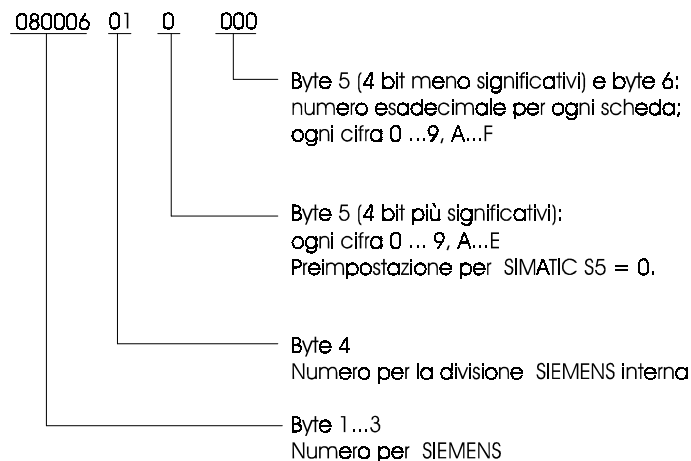 080006 01 0 000
Byte 5 (4 bit meno significativi) e byte 6:
numero esadecimale per ogni scheda;
ogni cifra 0 ...9, A...F
Byte 5 (4 bit più significativi):
ogni cifra 0 ... 9, A...E
Preimpostazione per SIMATIC S5 = 0.
Byte 4
Numero per la divisione SIEMENS interna
Byte 1...3
Numero per SIEMENS